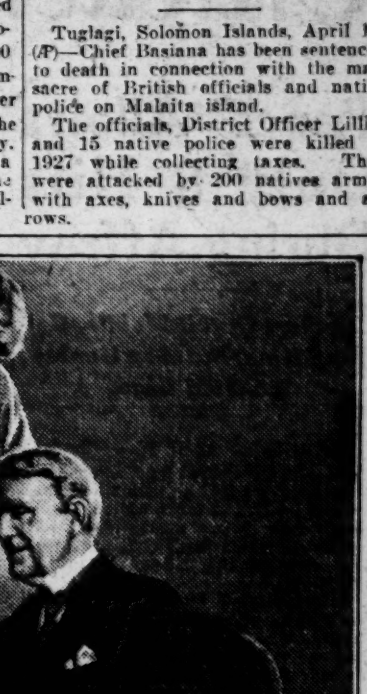 Tuglagi, Solomon Islands, April
(AP)—Chief Basiana has been sentenc
to death in connection with the ma
sacre of British officials and nati
police on Malaita island.
The officials, District Officer Lilli
and 15 native police were killed
1927 while collecting taxes. Th
were attacked by 200 natives arm
with axes, knives and bows and a
rows.